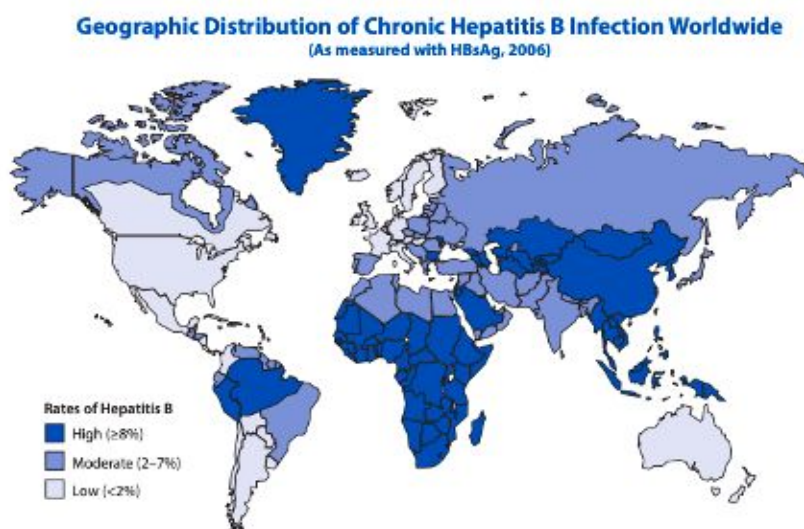 Geographic Distribution of Chronic Hepatitis B Infection Worldwide
(As measured with HBsAg, 2006)
Rates of Hepatitis B
High (≥8%)
Moderate (2–7%)
Low (<2%)